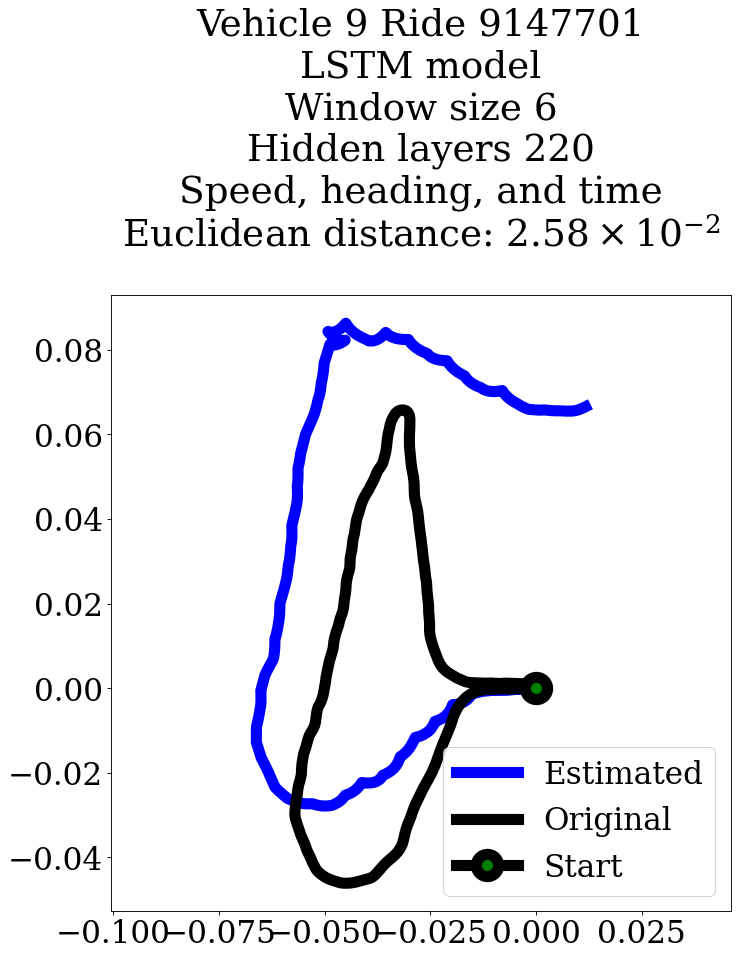 Vehicle 9 Ride 9147701
LSTM model
Window size 6
Hidden layers 220
Speed, heading, and time
Euclidean distance: 2.58 × 10⁻²
0.08
0.06
0.04
0.02
0.00
−0.02
−0.04
Estimated
Original
Start
−0.100 −0.075 −0.050 −0.025 0.000 0.025